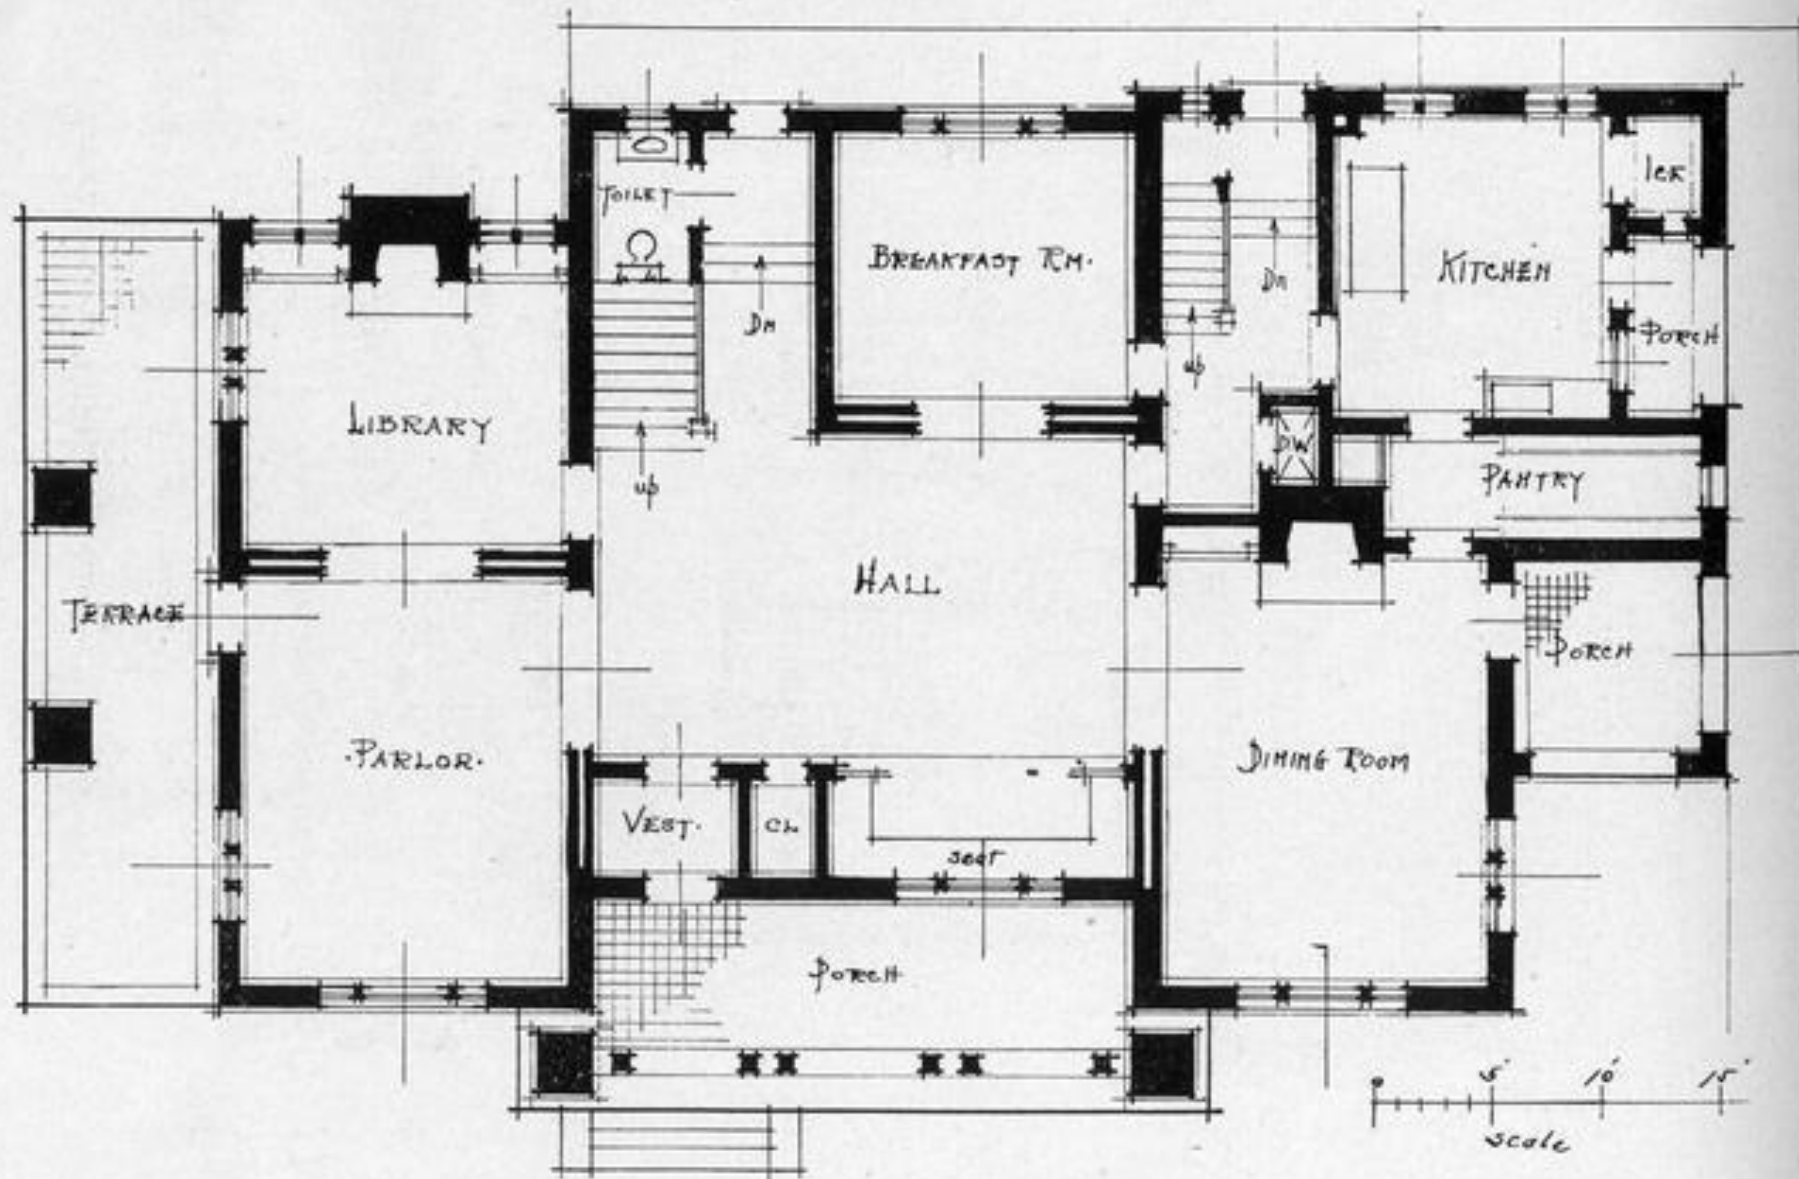 TOILET
ICE
BREAKFAST RM.
KITCHEN
Dn
Dn
PORCH
up
LIBRARY
DW
up
PANTRY
HALL
TERRACE
PORCH
·PARLOR·
DINING ROOM
VEST.
CL
seat
PORCH
0 5' 10' 15'
scale